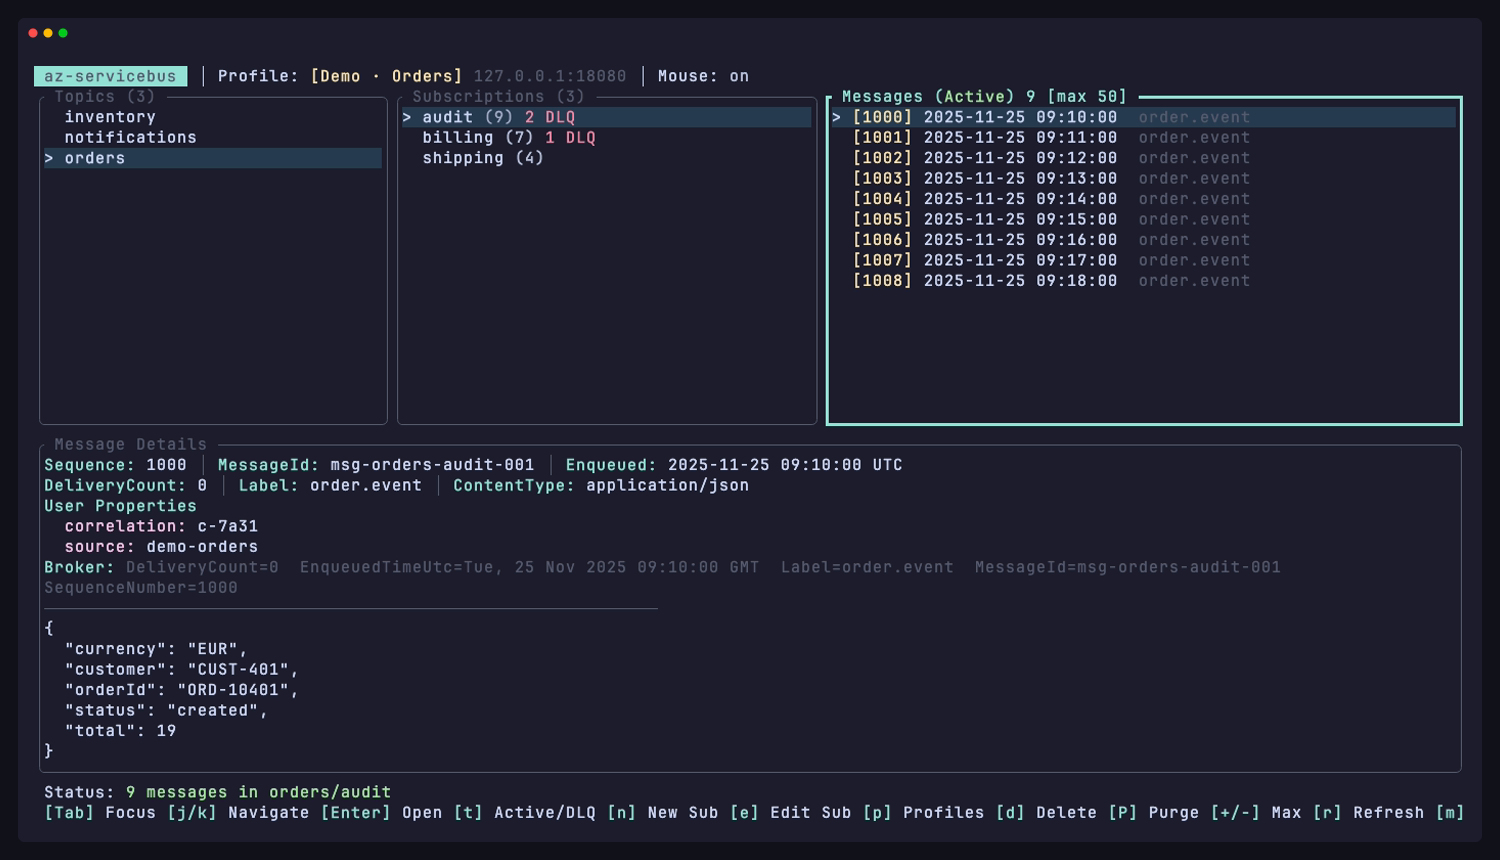 az-servicebus │ Profile: [Demo · Orders] 127.0.0.1:18080 │ Mouse: on
Topics (3)
inventory
notifications
> orders
Subscriptions (3)
> audit (9) 2 DLQ
billing (7) 1 DLQ
shipping (4)
Messages (Active) 9 [max 50]
> [1000] 2025-11-25 09:10:00 order.event
[1001] 2025-11-25 09:11:00 order.event
[1002] 2025-11-25 09:12:00 order.event
[1003] 2025-11-25 09:13:00 order.event
[1004] 2025-11-25 09:14:00 order.event
[1005] 2025-11-25 09:15:00 order.event
[1006] 2025-11-25 09:16:00 order.event
[1007] 2025-11-25 09:17:00 order.event
[1008] 2025-11-25 09:18:00 order.event
Message Details
Sequence: 1000 │ MessageId: msg-orders-audit-001 │ Enqueued: 2025-11-25 09:10:00 UTC
DeliveryCount: 0 │ Label: order.event │ ContentType: application/json
User Properties
correlation: c-7a31
source: demo-orders
Broker: DeliveryCount=0 EnqueuedTimeUtc=Tue, 25 Nov 2025 09:10:00 GMT Label=order.event MessageId=msg-orders-audit-001
SequenceNumber=1000
{
"currency": "EUR",
"customer": "CUST-401",
"orderId": "ORD-10401",
"status": "created",
"total": 19
}
Status: 9 messages in orders/audit
[Tab] Focus [j/k] Navigate [Enter] Open [t] Active/DLQ [n] New Sub [e] Edit Sub [p] Profiles [d] Delete [P] Purge [+/-] Max [r] Refresh [m]